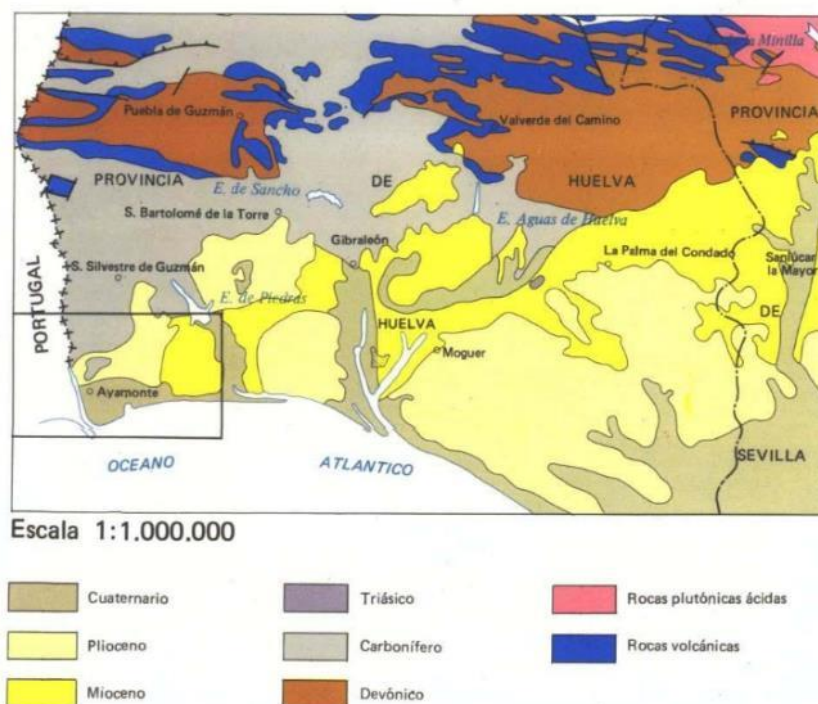 la Minilla
Puebla de Guzmán
Valverde del Camino
PROVINCIA
PROVINCIA
DE
HUELVA
E. de Sancho
S. Bartolomé de la Torre
E. Aguas de Huelva
Gibraleón
La Palma del Condado
Sanlúcar
la Mayor
S. Silvestre de Guzmán
E. de Piedras
PORTUGAL
HUELVA
DE
Moguer
Ayamonte
SEVILLA
OCEANO
ATLANTICO
Escala 1:1.000.000
Cuaternario
Triásico
Rocas plutónicas ácidas
Plioceno
Carbonífero
Rocas volcánicas
Mioceno
Devónico